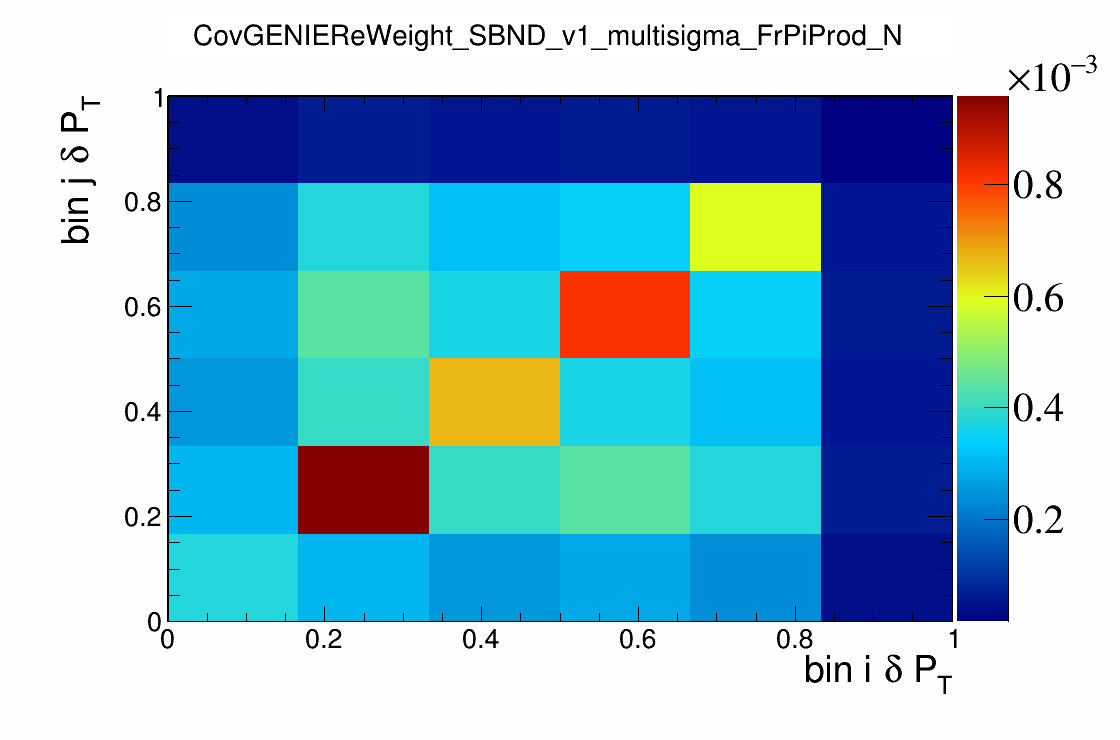 CovGENIEReWeight_SBND_v1_multisigma_FrPiProd_N
×10⁻³
bin j δ P_T
1
0.8
0.6
0.4
0.2
0
0 0.2 0.4 0.6 0.8 1
bin i δ P_T
0.8
0.6
0.4
0.2